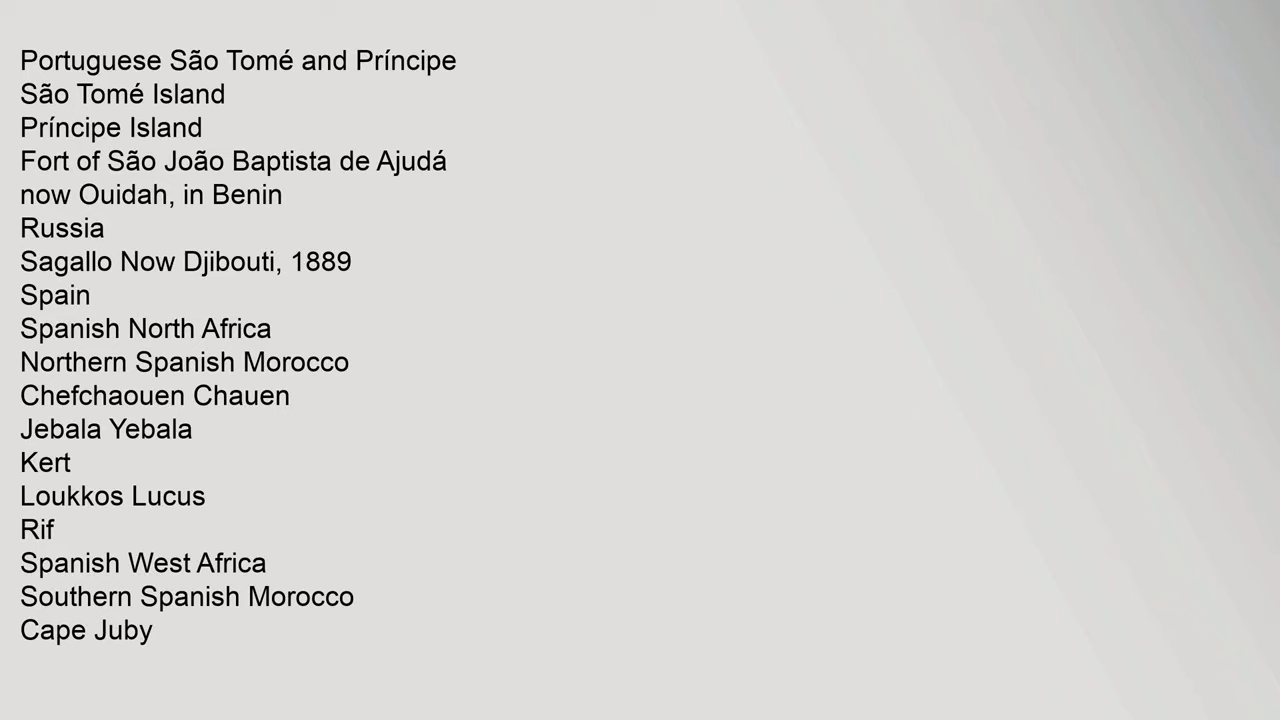 Portuguese São Tomé and Príncipe
São Tomé Island
Príncipe Island
Fort of São João Baptista de Ajudá
now Ouidah, in Benin
Russia
Sagallo Now Djibouti, 1889
Spain
Spanish North Africa
Northern Spanish Morocco
Chefchaouen Chauen
Jebala Yebala
Kert
Loukkos Lucus
Rif
Spanish West Africa
Southern Spanish Morocco
Cape Juby